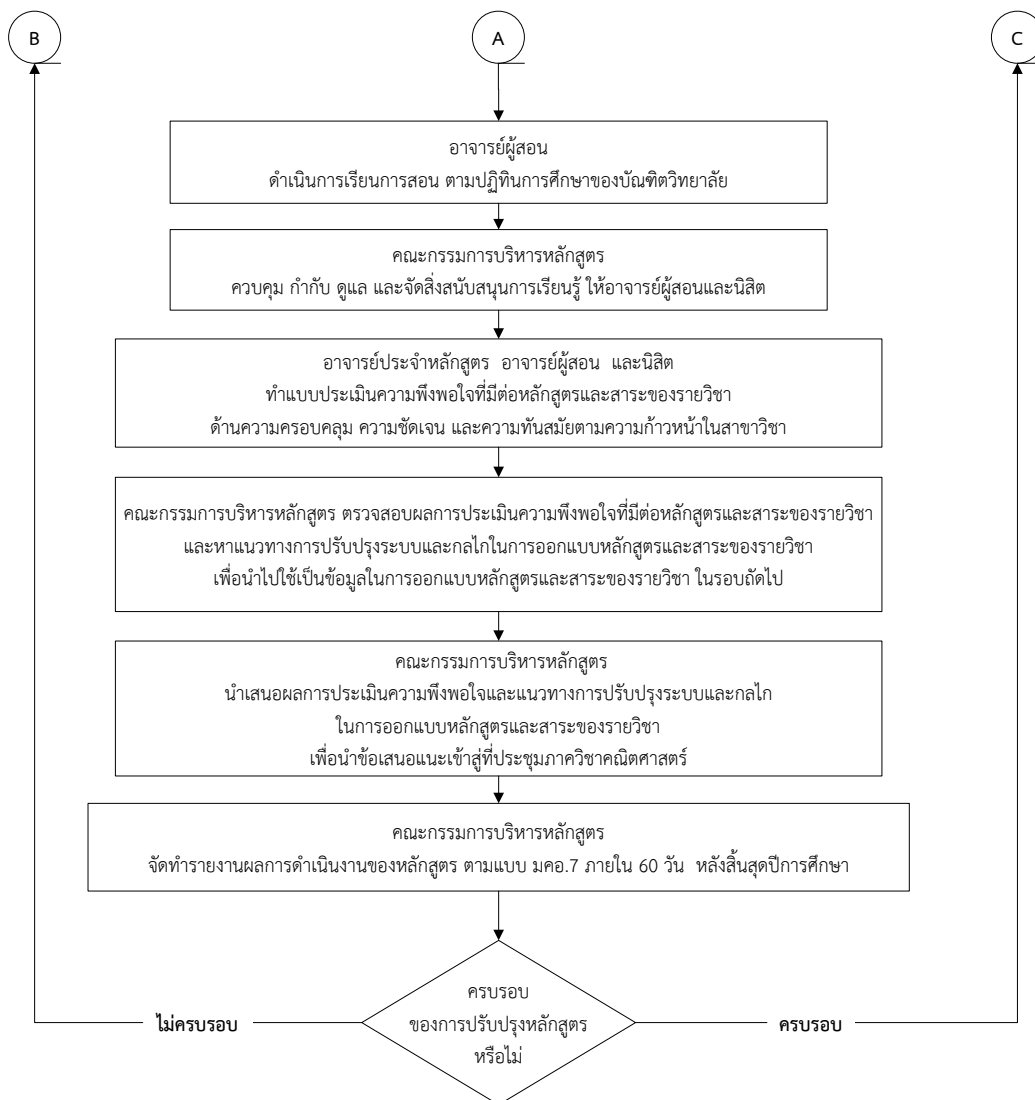 B
A
C
อาจารย์ผู้สอน
ดำเนินการเรียนการสอน ตามปฏิทินการศึกษาของบัณฑิตวิทยาลัย
คณะกรรมการบริหารหลักสูตร
ควบคุม กำกับ ดูแล และจัดสิ่งสนับสนุนการเรียนรู้ ให้อาจารย์ผู้สอนและนิสิต
อาจารย์ประจำหลักสูตร อาจารย์ผู้สอน และนิสิต
ทำแบบประเมินความพึงพอใจที่มีต่อหลักสูตรและสาระของรายวิชา
ด้านความครอบคลุม ความชัดเจน และความทันสมัยตามความก้าวหน้าในสาขาวิชา
คณะกรรมการบริหารหลักสูตร ตรวจสอบผลการประเมินความพึงพอใจที่มีต่อหลักสูตรและสาระของรายวิชา
และหาแนวทางการปรับปรุงระบบและกลไกในการออกแบบหลักสูตรและสาระของรายวิชา
เพื่อนำไปใช้เป็นข้อมูลในการออกแบบหลักสูตรและสาระของรายวิชา ในรอบถัดไป
คณะกรรมการบริหารหลักสูตร
นำเสนอผลการประเมินความพึงพอใจและแนวทางการปรับปรุงระบบและกลไก
ในการออกแบบหลักสูตรและสาระของรายวิชา
เพื่อนำข้อเสนอแนะเข้าสู่ที่ประชุมภาควิชาคณิตศาสตร์
คณะกรรมการบริหารหลักสูตร
จัดทำรายงานผลการดำเนินงานของหลักสูตร ตามแบบ มคอ.7 ภายใน 60 วัน หลังสิ้นสุดปีการศึกษา
ครบรอบ
ของการปรับปรุงหลักสูตร
หรือไม่
ไม่ครบรอบ
ครบรอบ